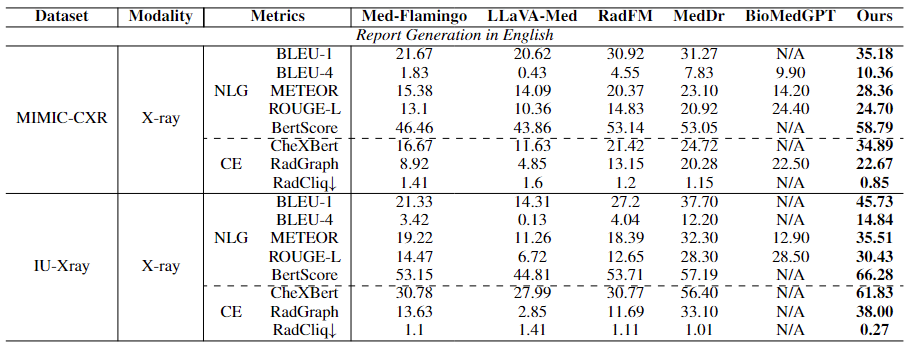 Dataset Modality Metrics Med-Flamingo LLaVA-Med RadFM MedDr BioMedGPT Ours
Report Generation in English
MIMIC-CXR X-ray NLG BLEU-1 21.67 20.62 30.92 31.27 N/A 35.18
BLEU-4 1.83 0.43 4.55 7.83 9.90 10.36
METEOR 15.38 14.09 20.37 23.10 14.20 28.36
ROUGE-L 13.1 10.36 14.83 20.92 24.40 24.70
BertScore 46.46 43.86 53.14 53.05 N/A 58.79
CE CheXBert 16.67 11.63 21.42 24.72 N/A 34.89
RadGraph 8.92 4.85 13.15 20.28 22.50 22.67
RadCliq↓ 1.41 1.6 1.2 1.15 N/A 0.85
IU-Xray X-ray NLG BLEU-1 21.33 14.31 27.2 37.70 N/A 45.73
BLEU-4 3.42 0.13 4.04 12.20 N/A 14.84
METEOR 19.22 11.26 18.39 32.30 12.90 35.51
ROUGE-L 14.47 6.72 12.65 28.30 28.50 30.43
BertScore 53.15 44.81 53.71 57.19 N/A 66.28
CE CheXBert 30.78 27.99 30.77 56.40 N/A 61.83
RadGraph 13.63 2.85 11.69 33.10 N/A 38.00
RadCliq↓ 1.1 1.41 1.11 1.01 N/A 0.27